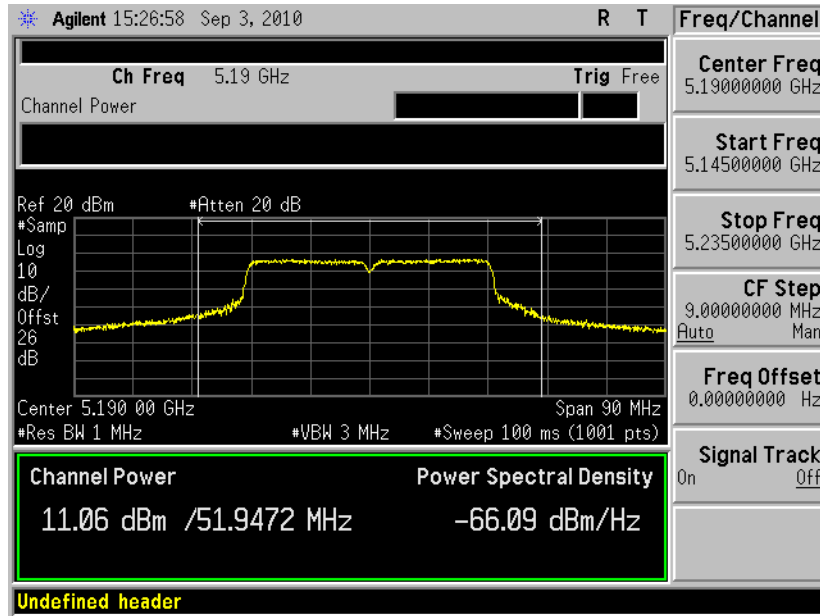 Agilent 15:26:58 Sep 3, 2010 R T
Freq/Channel
Ch Freq 5.19 GHz Trig Free
Channel Power
Center Freq
5.19000000 GHz
Start Freq
5.14500000 GHz
Stop Freq
5.23500000 GHz
CF Step
9.00000000 MHz
Auto Man
Freq Offset
0.00000000 Hz
Signal Track
On Off
Ref 20 dBm #Atten 20 dB
#Samp
Log
10
dB/
Offst
26
dB
Center 5.190 00 GHz Span 90 MHz
#Res BW 1 MHz #VBW 3 MHz #Sweep 100 ms (1001 pts)
Channel Power Power Spectral Density
11.06 dBm /51.9472 MHz -66.09 dBm/Hz
Undefined header